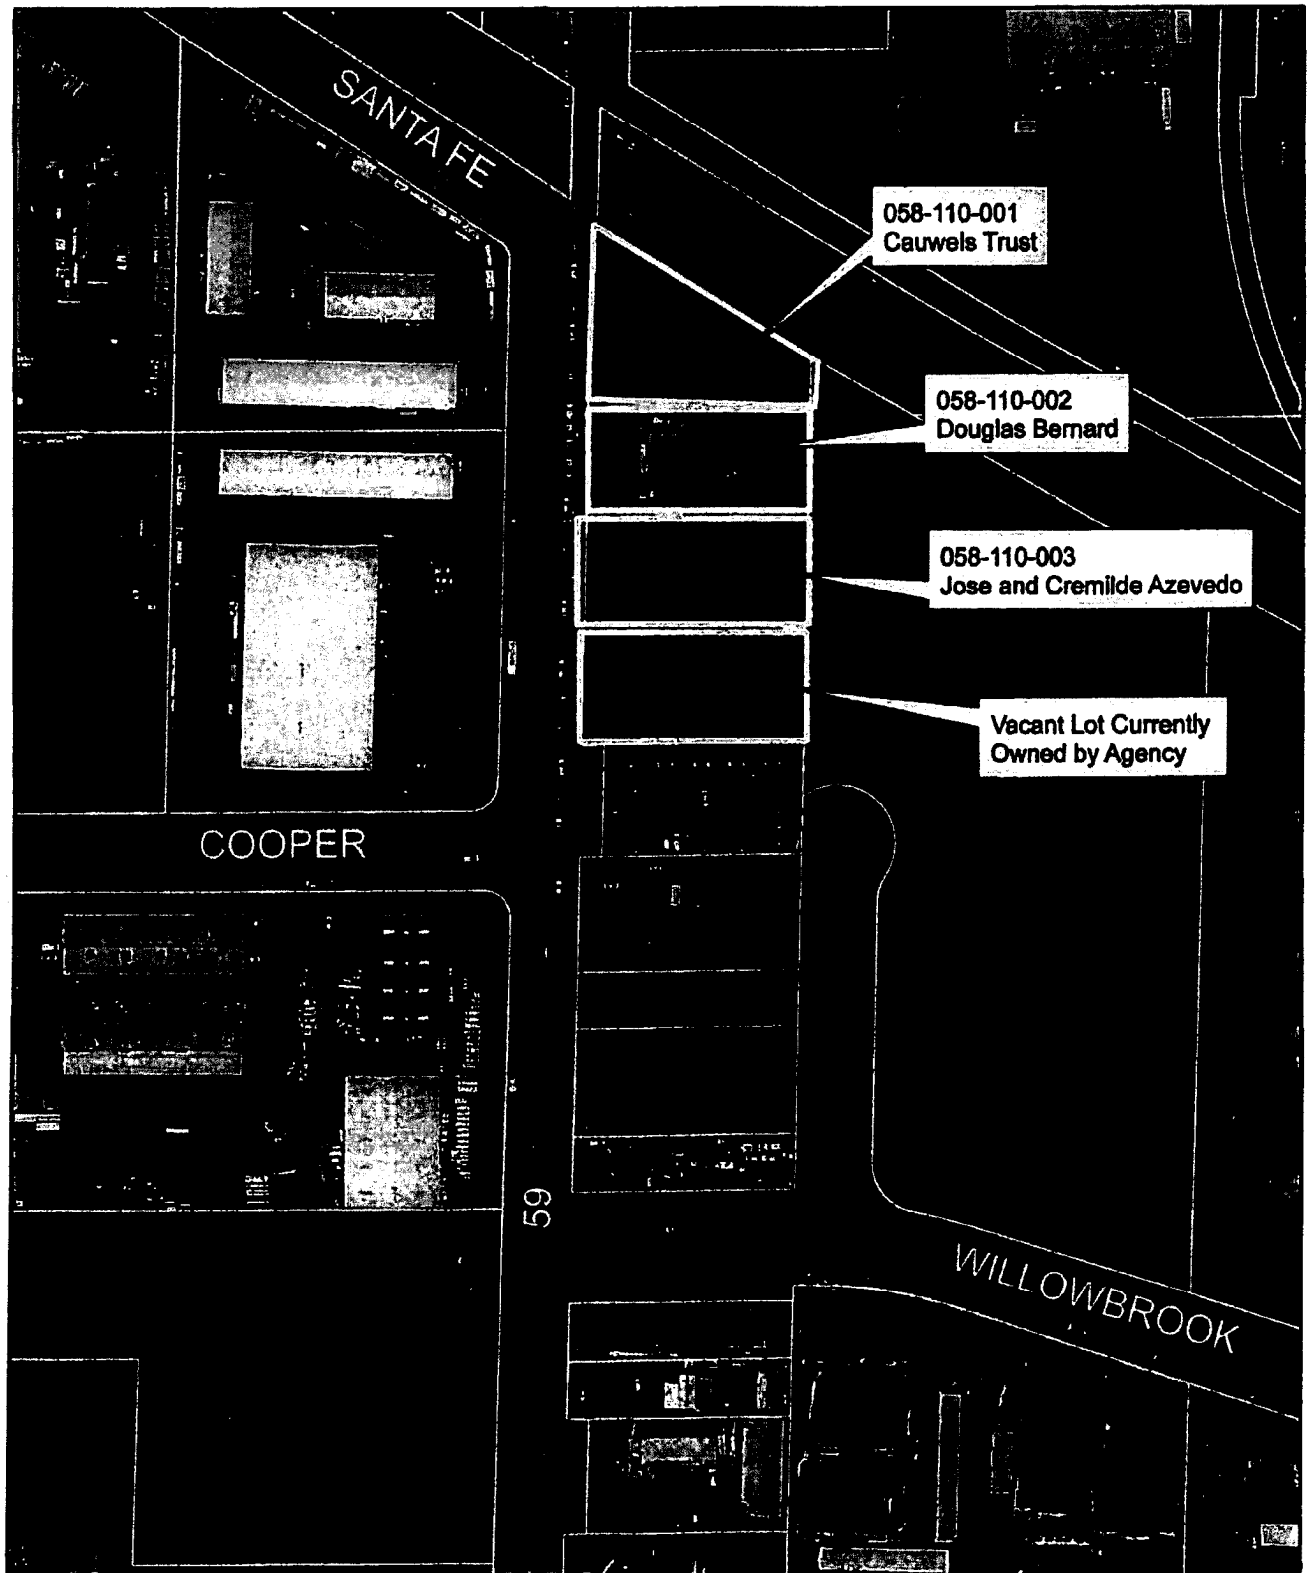 SANTA FE
058-110-001
Cauwels Trust
058-110-002
Douglas Bernard
058-110-003
Jose and Cremilde Azevedo
Vacant Lot Currently
Owned by Agency
COOPER
59
WILLOWBROOK